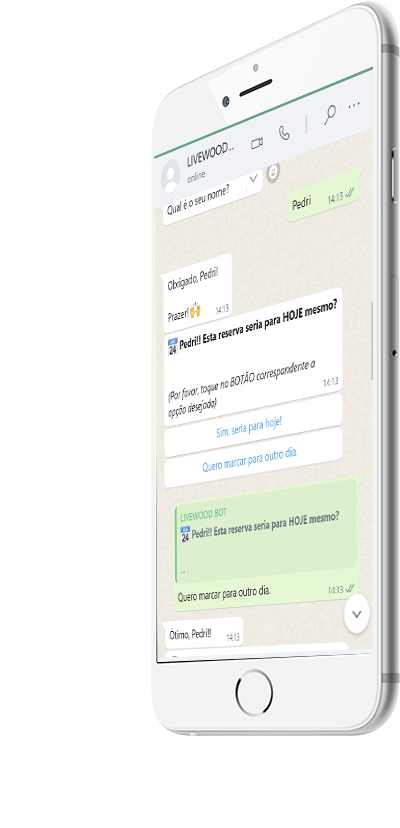 LIVEWOOD...
online
Qual é o seu nome?
Pedri 14:13
Obrigado, Pedri!
Prazer! 🙌 14:13
📅 Pedri!! Esta reserva seria para HOJE mesmo?
(Por favor, toque no BOTÃO correspondente a
opção desejada)
14:13
Sim, seria para hoje!
Quero marcar para outro dia.
LIVEWOOD BOT
📅 Pedri!! Esta reserva seria para HOJE mesmo?
...
Quero marcar para outro dia. 14:13
Ótimo, Pedri!! 14:13